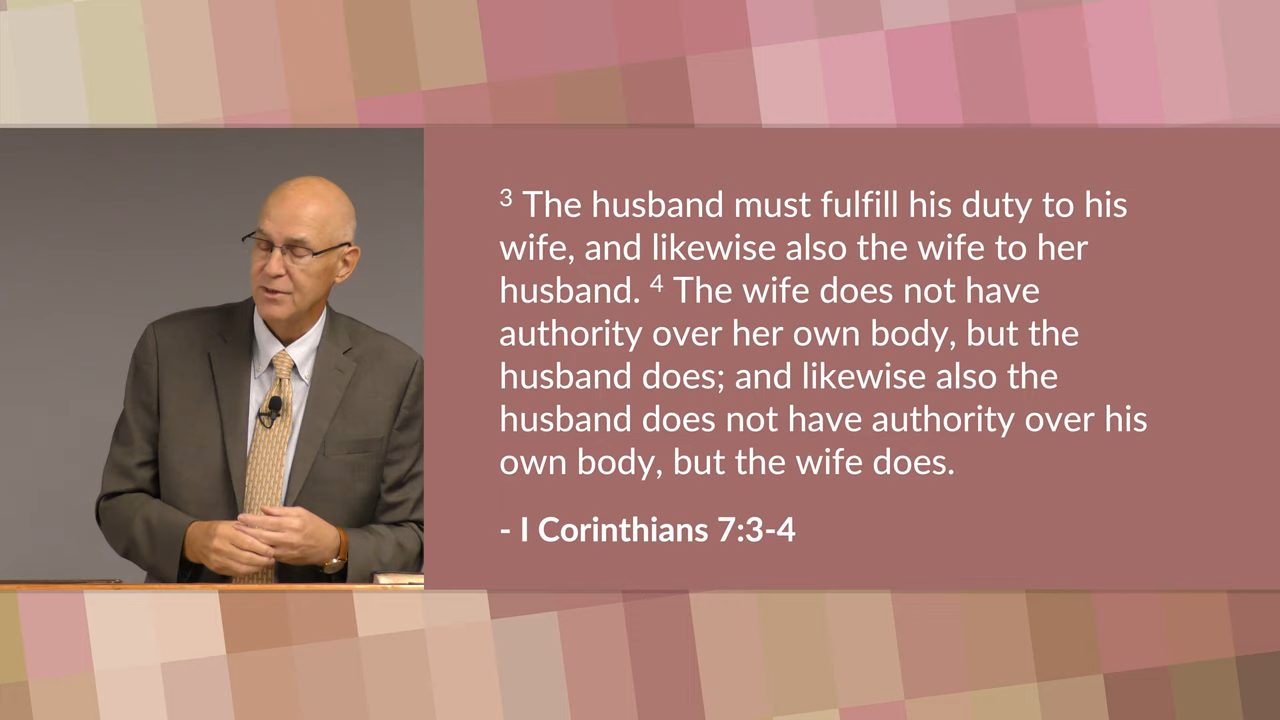 ³ The husband must fulfill his duty to his
wife, and likewise also the wife to her
husband. ⁴ The wife does not have
authority over her own body, but the
husband does; and likewise also the
husband does not have authority over his
own body, but the wife does.
- I Corinthians 7:3-4